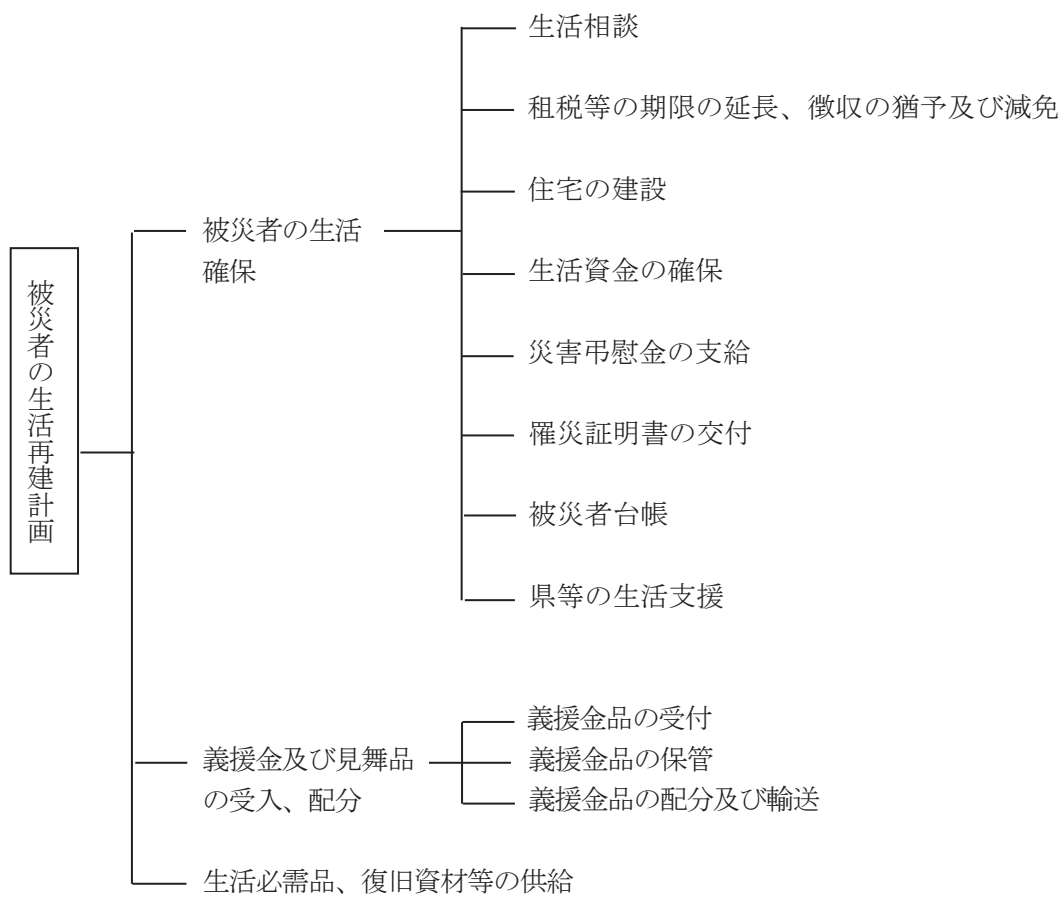 被災者の生活再建計画
被災者の生活
確保
生活相談
租税等の期限の延長、徴収の猶予及び減免
住宅の建設
生活資金の確保
災害弔慰金の支給
罹災証明書の交付
被災者台帳
県等の生活支援
義援金及び見舞品
の受入、配分
義援金品の受付
義援金品の保管
義援金品の配分及び輸送
生活必需品、復旧資材等の供給